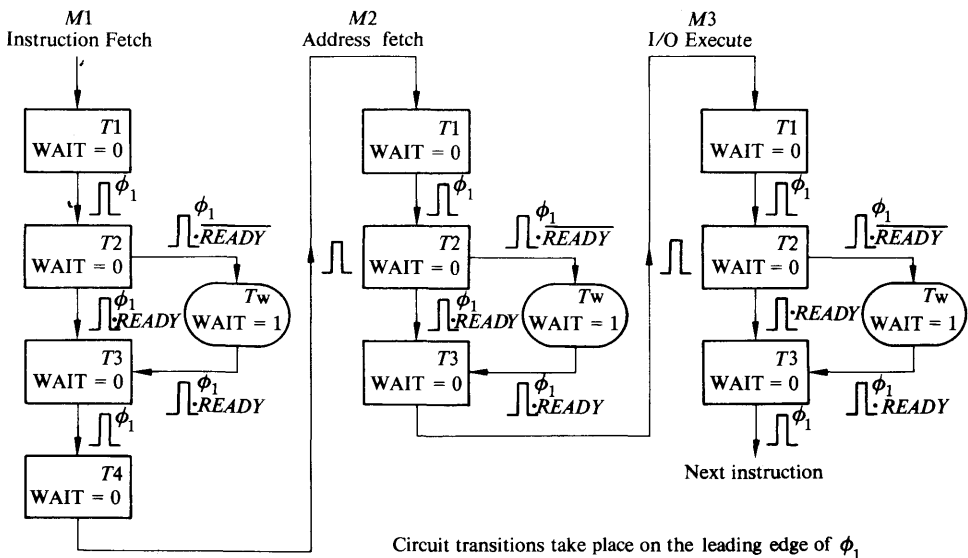 M1
Instruction Fetch
T1
WAIT = 0
ϕ1
T2
WAIT = 0
ϕ1
·\overline{READY}
Tw
WAIT = 1
ϕ1
·READY
T3
WAIT = 0
ϕ1
·READY
ϕ1
T4
WAIT = 0
M2
Address fetch
T1
WAIT = 0
ϕ1
T2
WAIT = 0
ϕ1
·\overline{READY}
Tw
WAIT = 1
ϕ1
·READY
T3
WAIT = 0
ϕ1
·READY
M3
I/O Execute
T1
WAIT = 0
ϕ1
T2
WAIT = 0
ϕ1
·\overline{READY}
Tw
WAIT = 1
·READY
T3
WAIT = 0
ϕ1
·READY
ϕ1
Next instruction
Circuit transitions take place on the leading edge of ϕ1